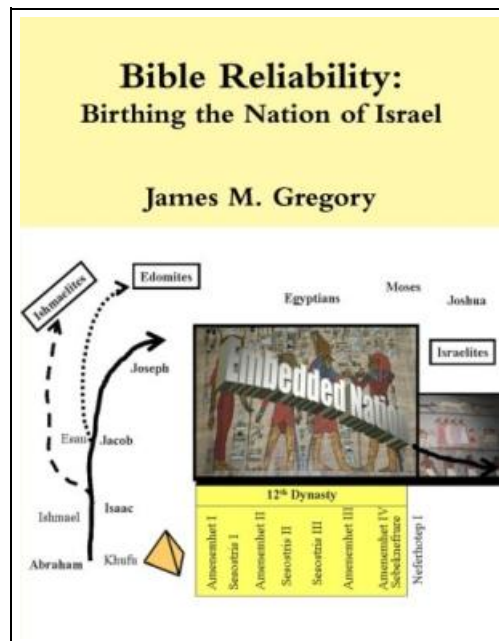 Bible Reliability:
Birthing the Nation of Israel
James M. Gregory
Ishmaelites
Edomites
Egyptians
Moses
Joshua
Joseph
Israelites
Embedded Nation
Esau
Jacob
Ishmael
Isaac
Abraham
Khufu
12th Dynasty
Amenemhet I
Sesostris I
Amenemhet II
Sesostris II
Sesostris III
Amenemhet III
Amenemhet IV
Sebeknefrure
Neferhotep I